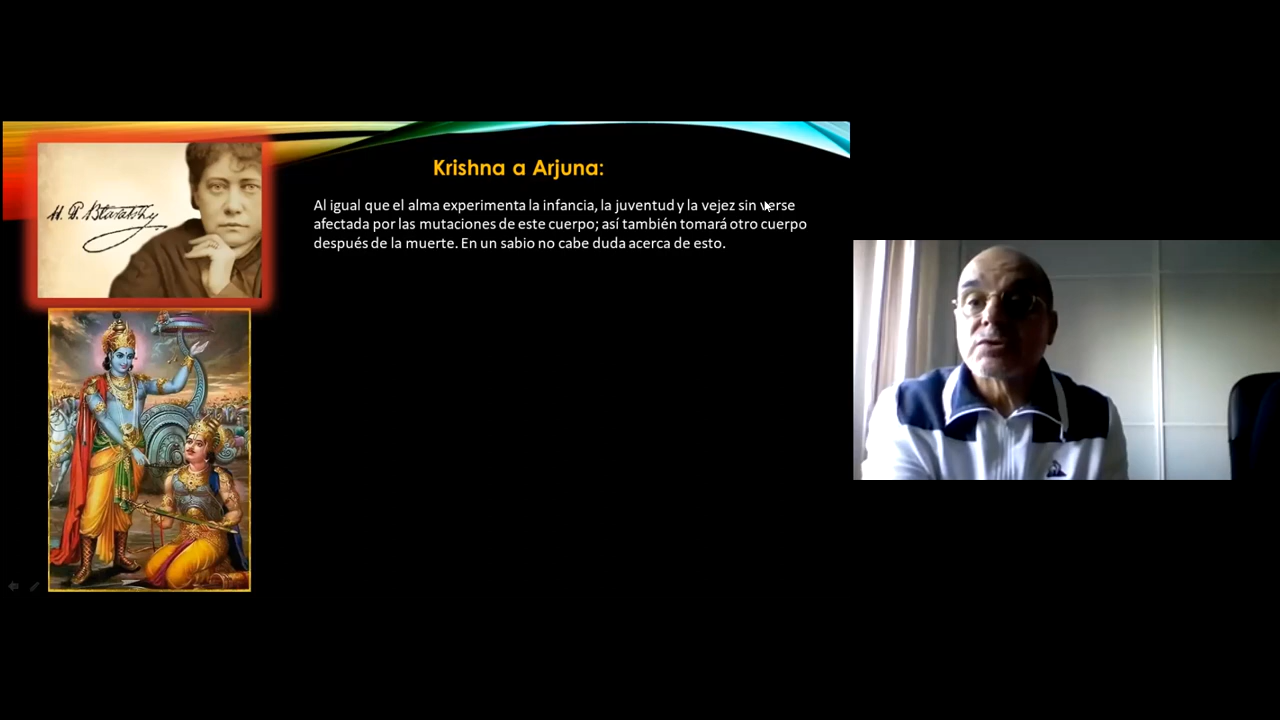 H. P. Blavatsky
Krishna a Arjuna:
Al igual que el alma experimenta la infancia, la juventud y la vejez sin verse
afectada por las mutaciones de este cuerpo; así también tomará otro cuerpo
después de la muerte. En un sabio no cabe duda acerca de esto.